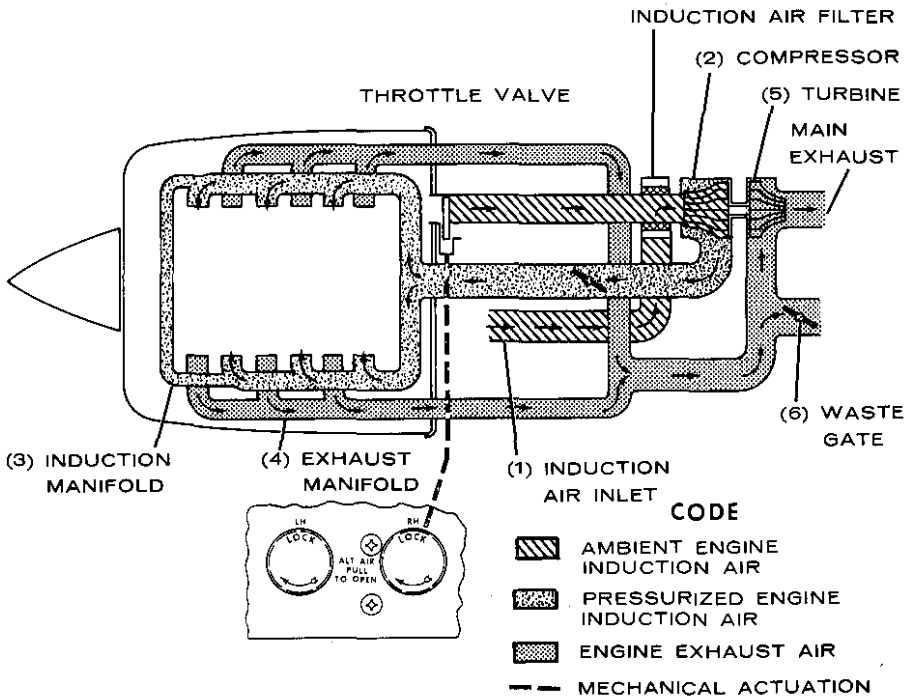 INDUCTION AIR FILTER
(2) COMPRESSOR
THROTTLE VALVE
(5) TURBINE
MAIN
EXHAUST
(6) WASTE
GATE
(3) INDUCTION
MANIFOLD
(4) EXHAUST
MANIFOLD
(1) INDUCTION
AIR INLET
LH
LOCK
ALT AIR
PULL
TO OPEN
RH
LOCK
CODE
AMBIENT ENGINE
INDUCTION AIR
PRESSURIZED ENGINE
INDUCTION AIR
ENGINE EXHAUST AIR
MECHANICAL ACTUATION